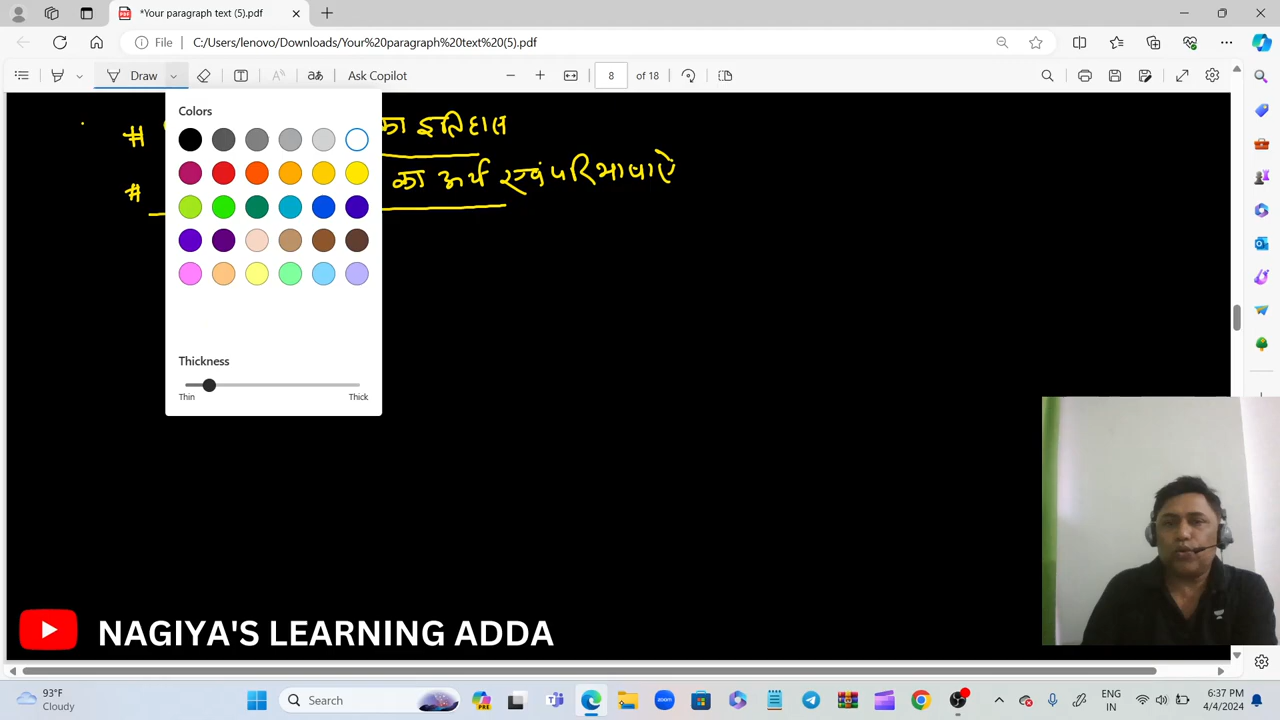 *Your paragraph text (5).pdf
File C:/Users/lenovo/Downloads/Your%20paragraph%20text%20(5).pdf
Draw Ask Copilot 8 of 18
Colors
# का इतिहास
# का अर्थ एवं परिभाषाऐं
Thickness
Thin Thick
NAGIYA'S LEARNING ADDA
93°F
Cloudy
Search
ENG
IN
6:37 PM
4/4/2024